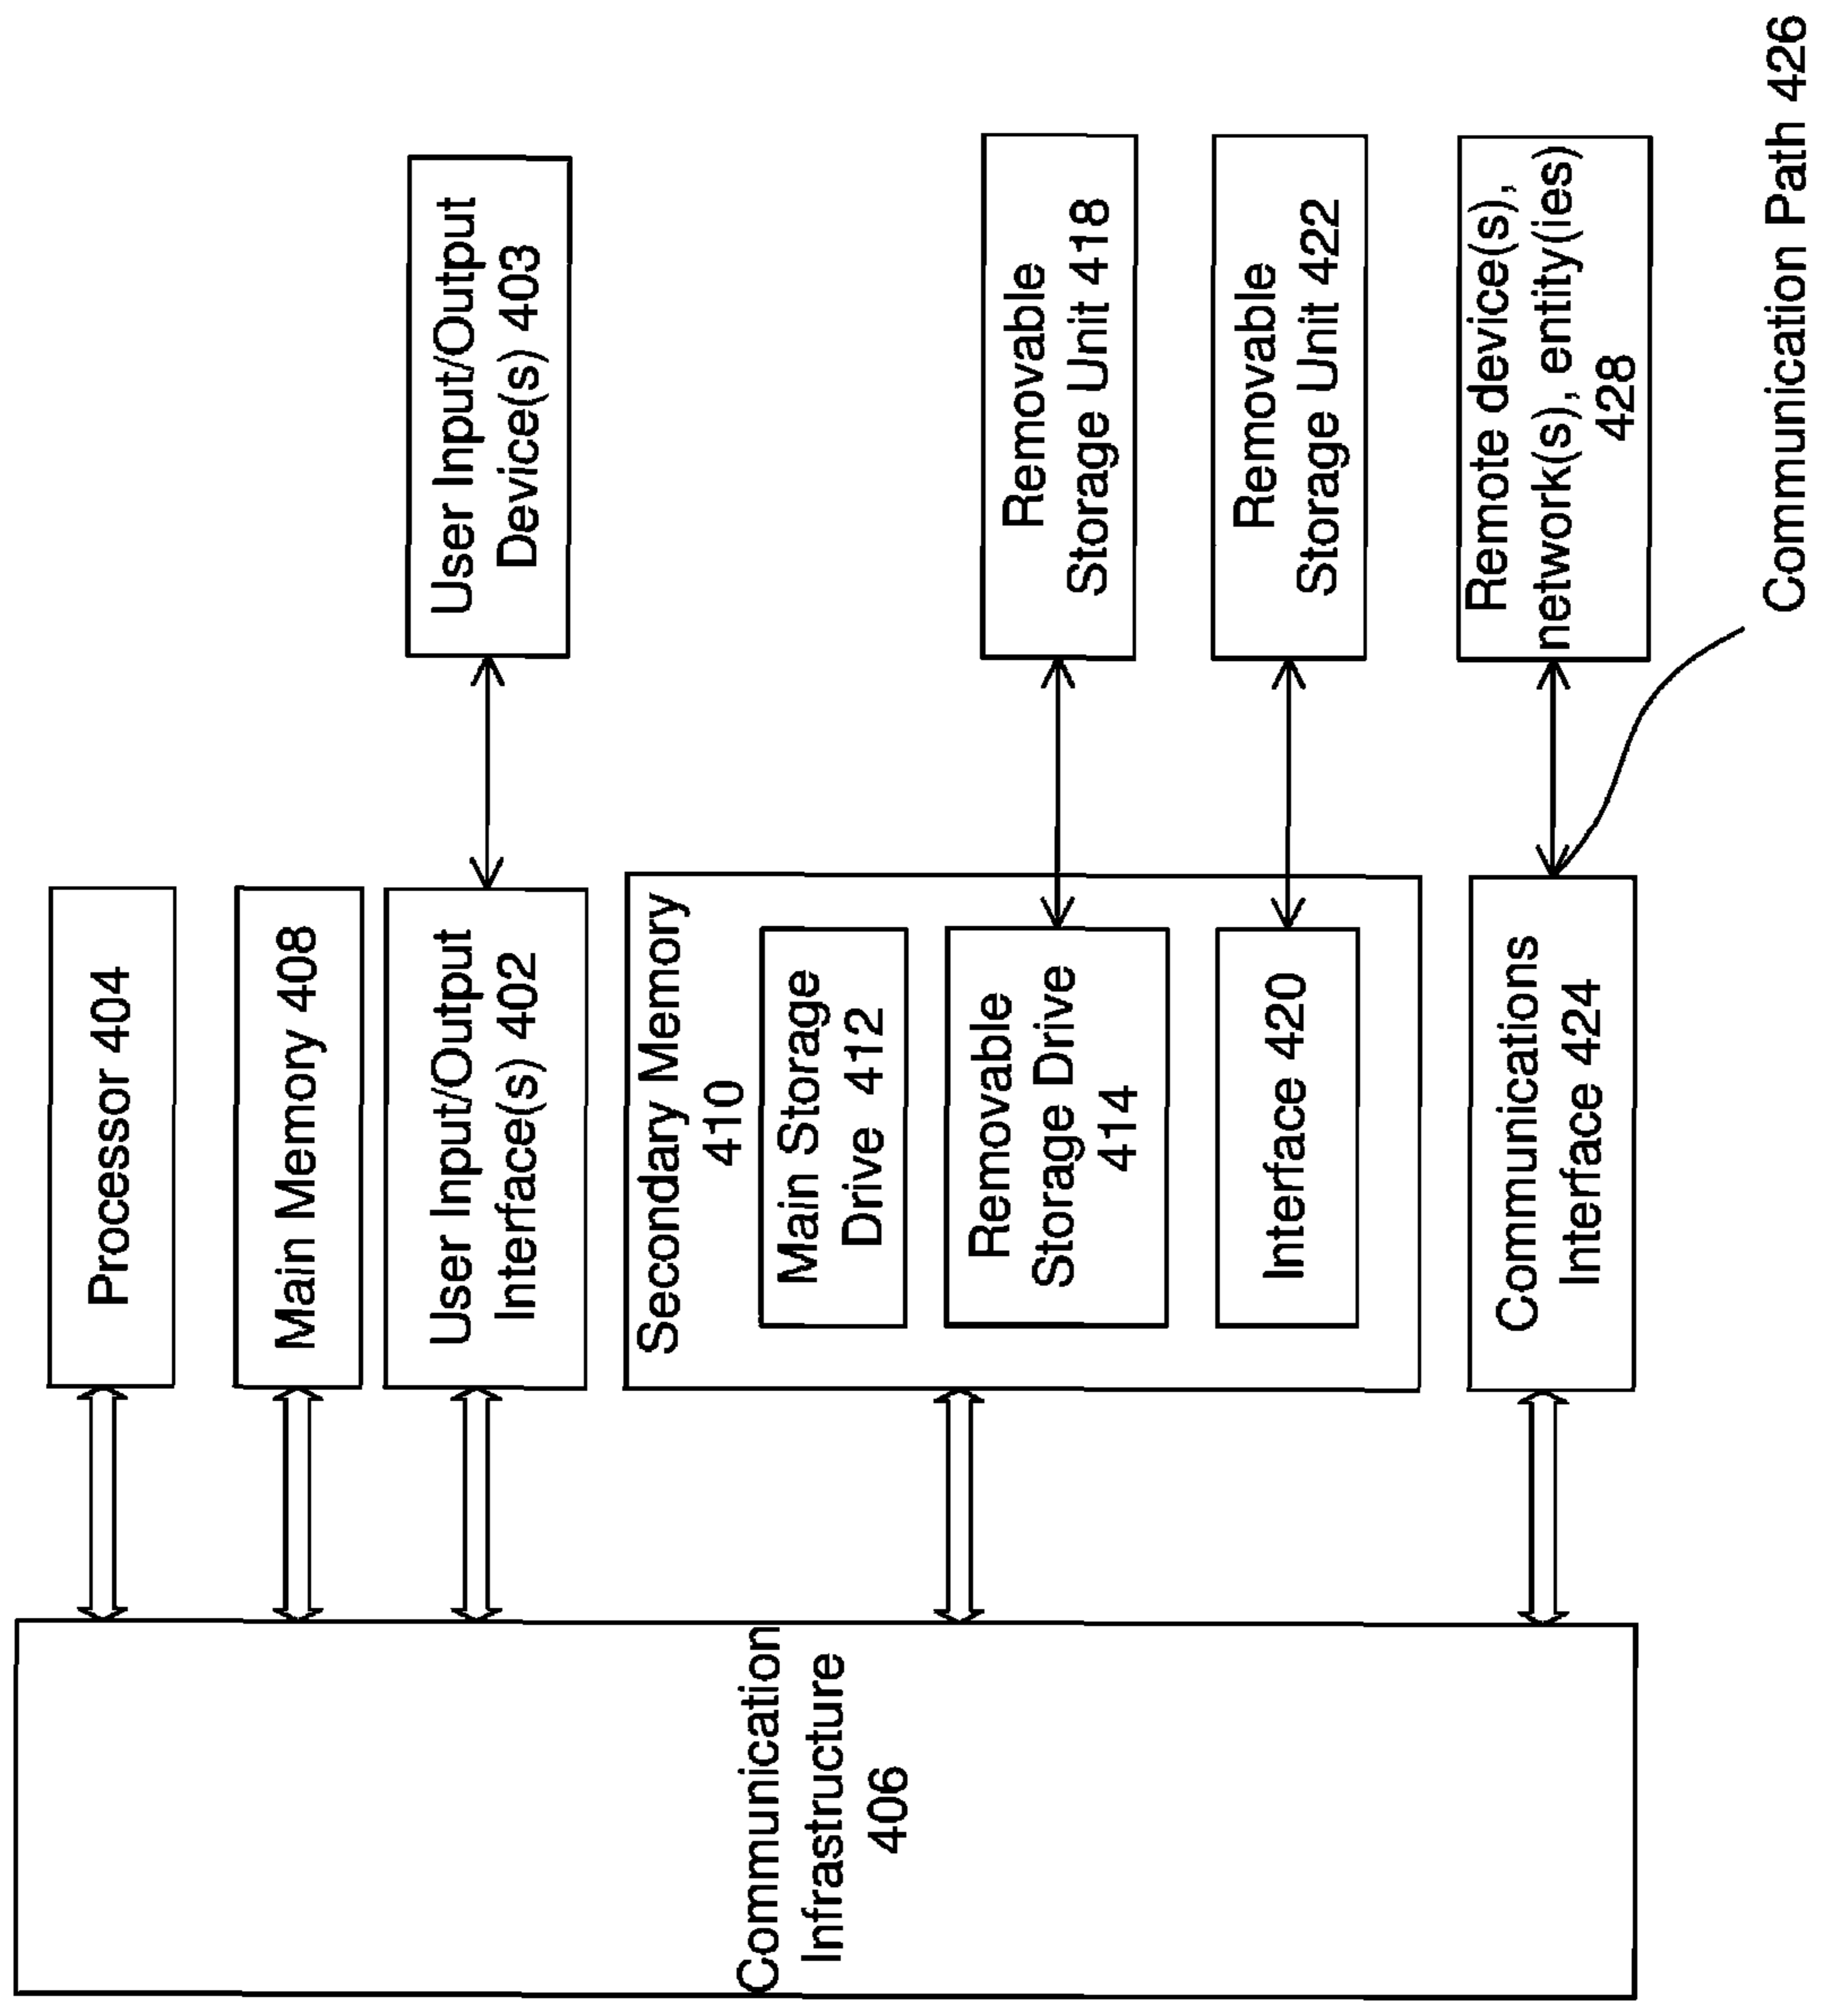 Processor 404
Main Memory 408
User Input/Output
Interface(s) 402
User Input/Output
Device(s) 403
Secondary Memory
410
Main Storage
Drive 412
Removable
Storage Drive
414
Removable
Storage Unit 418
Interface 420
Removable
Storage Unit 422
Communications
Interface 424
Remote device(s),
network(s), entity(ies)
428
Communication Path 426
Communication
Infrastructure
406